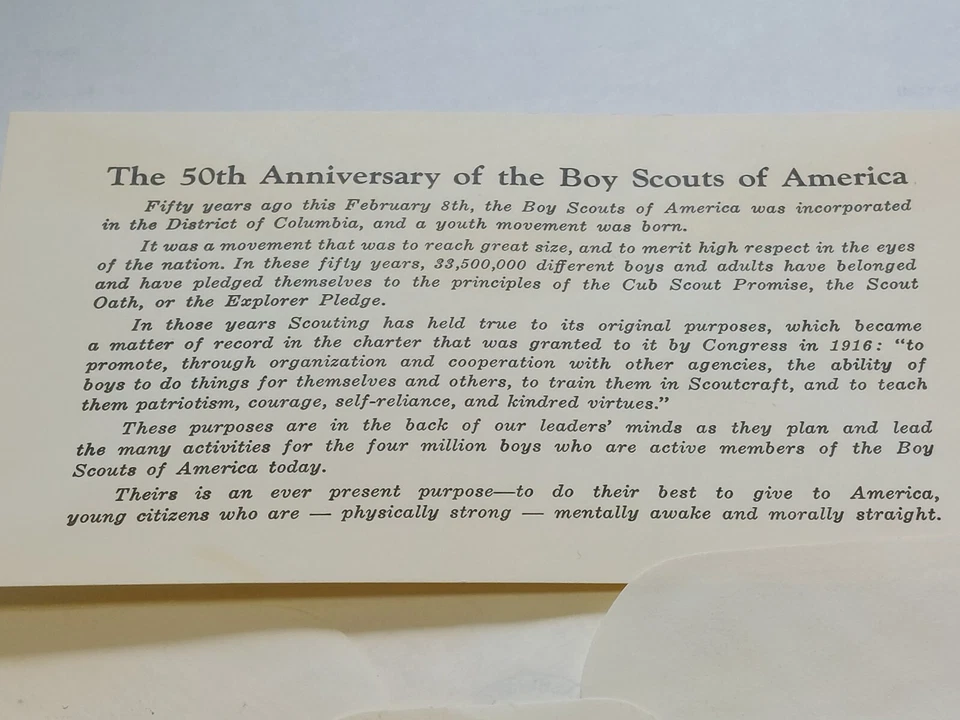 The 50th Anniversary of the Boy Scouts of America
Fifty years ago this February 8th, the Boy Scouts of America was incorporated
in the District of Columbia, and a youth movement was born.
It was a movement that was to reach great size, and to merit high respect in the eyes
of the nation. In these fifty years, 33,500,000 different boys and adults have belonged
and have pledged themselves to the principles of the Cub Scout Promise, the Scout
Oath, or the Explorer Pledge.
In those years Scouting has held true to its original purposes, which became
a matter of record in the charter that was granted to it by Congress in 1916: “to
promote, through organization and cooperation with other agencies, the ability of
boys to do things for themselves and others, to train them in Scoutcraft, and to teach
them patriotism, courage, self-reliance, and kindred virtues.”
These purposes are in the back of our leaders’ minds as they plan and lead
the many activities for the four million boys who are active members of the Boy
Scouts of America today.
Theirs is an ever present purpose—to do their best to give to America,
young citizens who are — physically strong — mentally awake and morally straight.